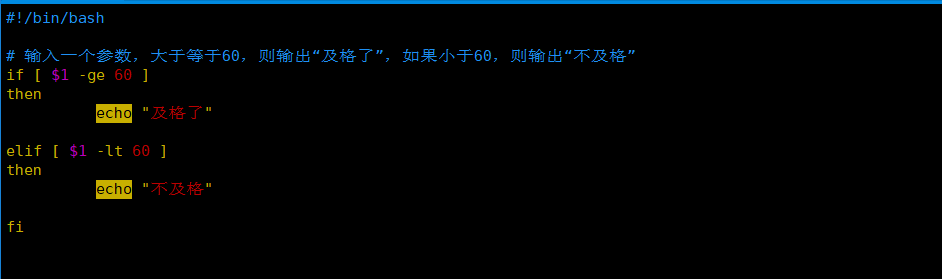 #!/bin/bash
# 输入一个参数，大于等于60，则输出“及格了”，如果小于60，则输出“不及格”
if [ $1 -ge 60 ]
then
echo "及格了"
elif [ $1 -lt 60 ]
then
echo "不及格"
fi